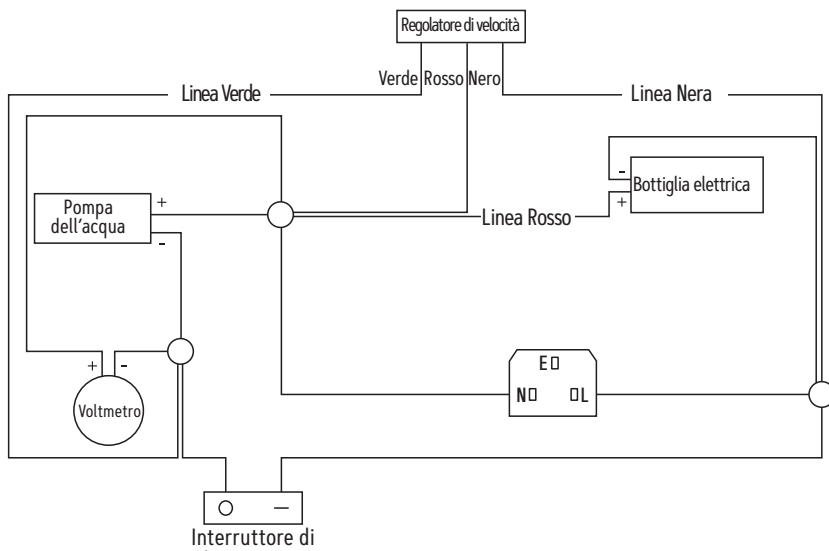 Regolatore di velocità
Verde Rosso Nero
Linea Verde
Linea Nera
Bottiglia elettrica
-
+
Pompa
dell'acqua
+
-
Linea Rosso
E
N
L
+
-
Voltmetro
Interruttore di